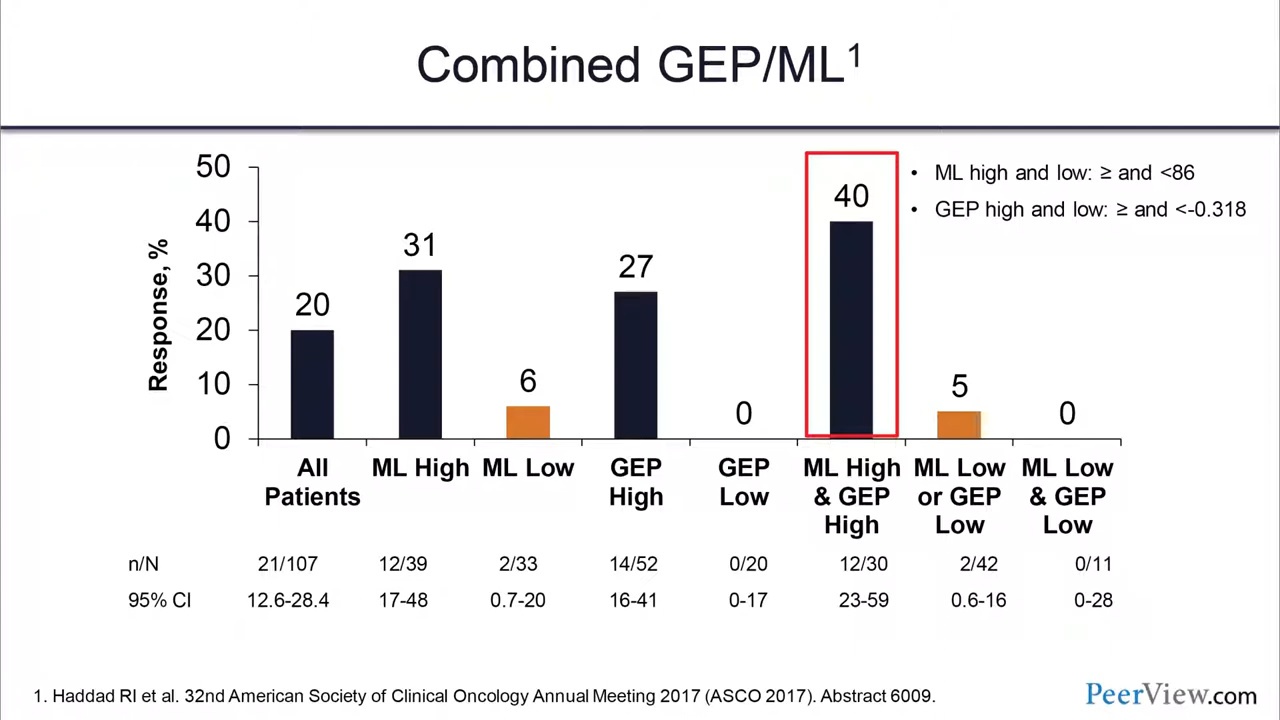 Combined GEP/ML¹
50
40
30
20
10
0
Response, %
20
31
6
27
0
40
5
0
• ML high and low: ≥ and <86
• GEP high and low: ≥ and <-0.318
All Patients
ML High
ML Low
GEP High
GEP Low
ML High & GEP High
ML Low or GEP Low
ML Low & GEP Low
n/N 21/107 12/39 2/33 14/52 0/20 12/30 2/42 0/11
95% CI 12.6-28.4 17-48 0.7-20 16-41 0-17 23-59 0.6-16 0-28
1. Haddad RI et al. 32nd American Society of Clinical Oncology Annual Meeting 2017 (ASCO 2017). Abstract 6009.
PeerView.com